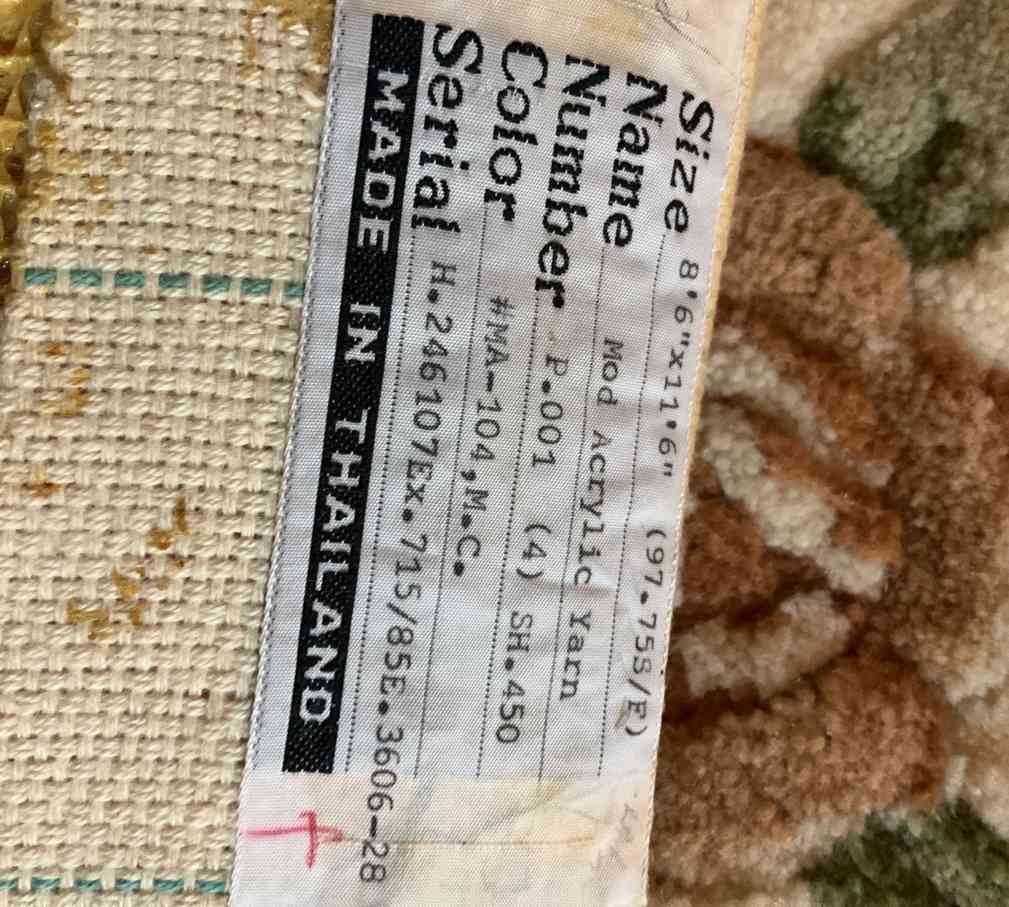 Size 8'6"x11'6" (97.75S/F)
Name Mod Acrylic Yarn
Number P.001 (4) SH.450
Color #MA-104,M.C.
Serial H.246107Ex.715/85E.3606-28
MADE IN THAILAND